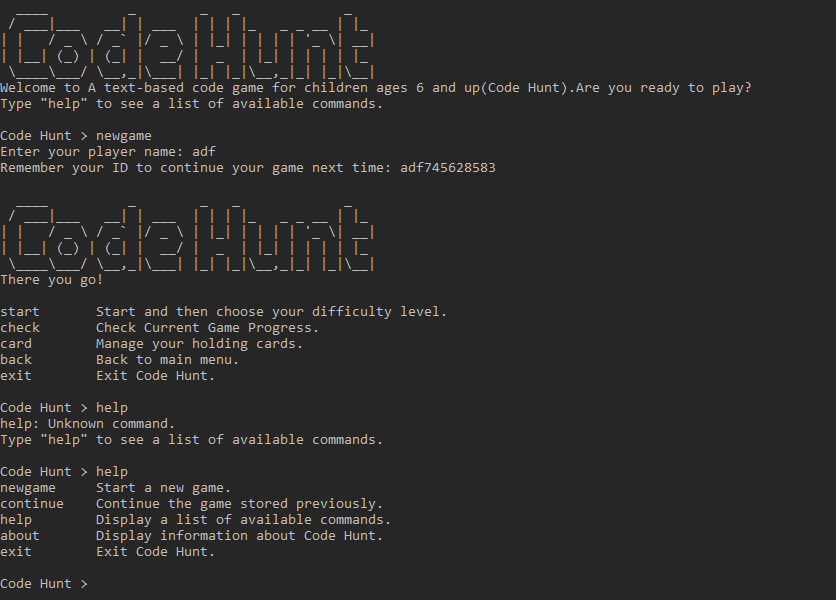 Code Hunt
Welcome to A text-based code game for children ages 6 and up(Code Hunt).Are you ready to play?
Type "help" to see a list of available commands.
Code Hunt > newgame
Enter your player name: adf
Remember your ID to continue your game next time: adf745628583
Code Hunt
There you go!
start Start and then choose your difficulty level.
check Check Current Game Progress.
card Manage your holding cards.
back Back to main menu.
exit Exit Code Hunt.
Code Hunt > help
help: Unknown command.
Type "help" to see a list of available commands.
Code Hunt > help
newgame Start a new game.
continue Continue the game stored previously.
help Display a list of available commands.
about Display information about Code Hunt.
exit Exit Code Hunt.
Code Hunt >